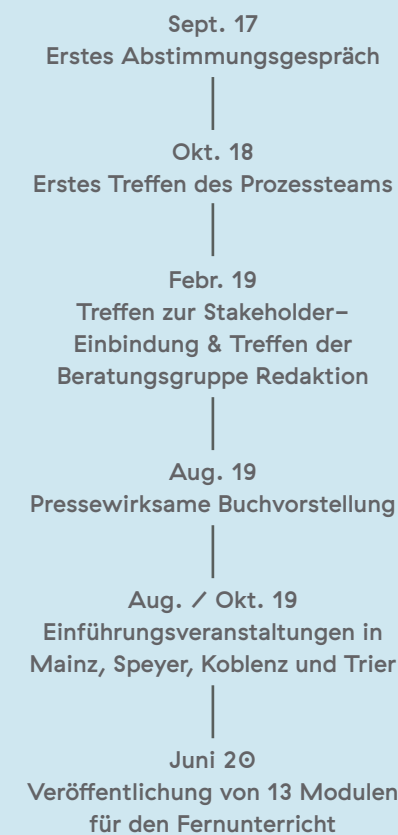 Sept. 17
Erstes Abstimmungsgespräch
Okt. 18
Erstes Treffen des Prozessteams
Febr. 19
Treffen zur Stakeholder-
Einbindung & Treffen der
Beratungsgruppe Redaktion
Aug. 19
Pressewirksame Buchvorstellung
Aug. / Okt. 19
Einführungsveranstaltungen in
Mainz, Speyer, Koblenz und Trier
Juni 20
Veröffentlichung von 13 Modulen
für den Fernunterricht